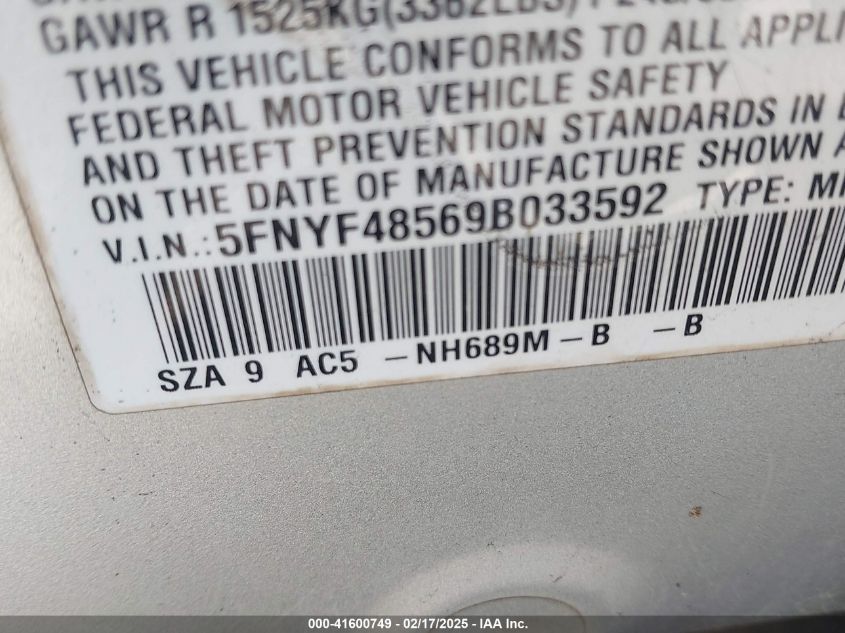 GAWR R 1525KG(3362LBS)
THIS VEHICLE CONFORMS TO ALL APPLI
FEDERAL MOTOR VEHICLE SAFETY
AND THEFT PREVENTION STANDARDS IN
ON THE DATE OF MANUFACTURE SHOWN A
V.I.N.:5FNYF48569B033592 TYPE: M
SZA 9 AC5 -NH689M-B -B
000-41600749 - 02/17/2025 - IAA Inc.